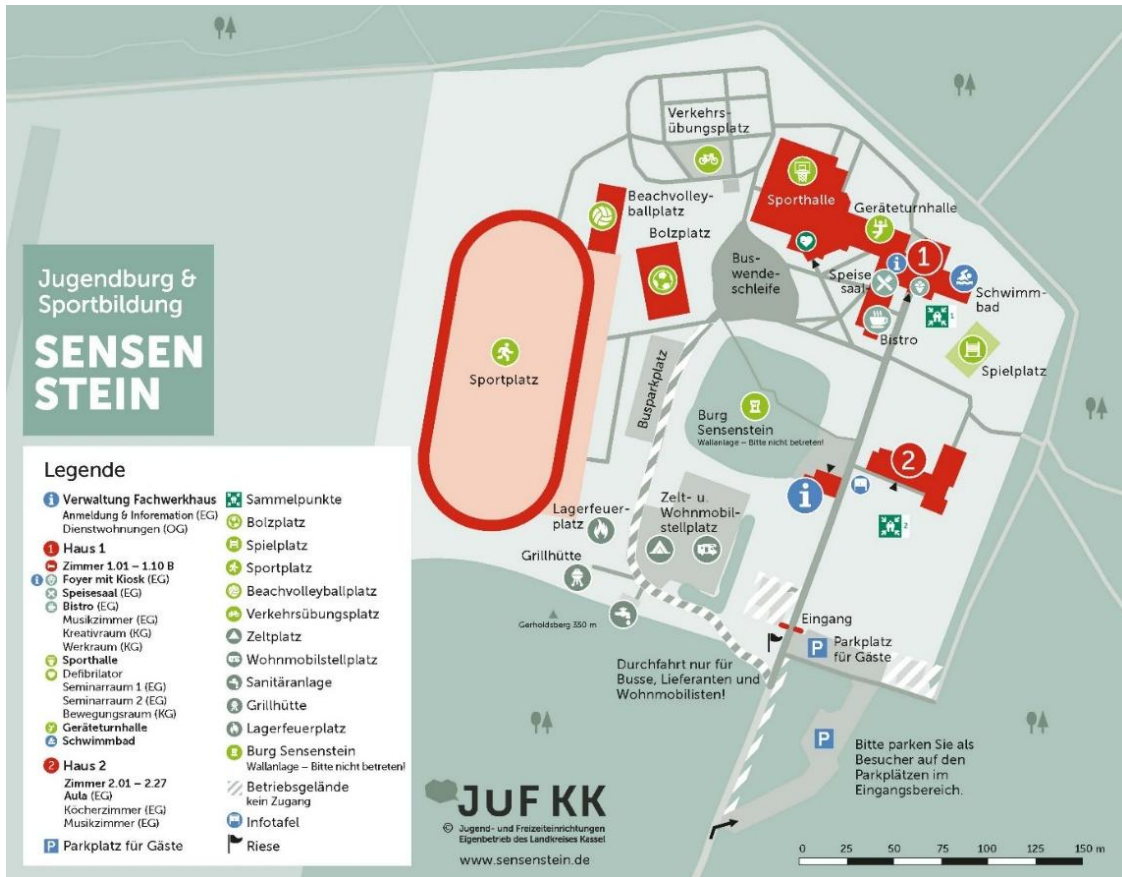 Jugendburg &
Sportbildung
SENSEN
STEIN
Verkehrs-
übungsplatz
Beachvolley-
ballplatz
Bolzplatz
Sporthalle
Geräteturnhalle
Bus-
wende-
schleife
Speise
saal
1
Schwimm-
bad
1
Bistro
Spielplatz
Sportplatz
Busparkplatz
Burg
Sensenstein
Wallanlage – Bitte nicht betreten!
2
2
Lagerfeuer-
platz
Zelt- u.
Wohnmobil-
stellplatz
Grillhütte
Gerholdsberg 350 m
Eingang
P Parkplatz
für Gäste
Durchfahrt nur für
Busse, Lieferanten und
Wohnmobilisten!
P
Bitte parken Sie als
Besucher auf den
Parkplätzen im
Eingangsbereich.
Legende
i Verwaltung Fachwerkhaus
Anmeldung & Information (EG)
Dienstwohnungen (OG)
1 Haus 1
Zimmer 1.01 – 1.10 B
i Foyer mit Kiosk (EG)
Speisesaal (EG)
Bistro (EG)
Musikzimmer (EG)
Kreativraum (KG)
Werkraum (KG)
Sporthalle
Defibrilator
Seminarraum 1 (EG)
Seminarraum 2 (EG)
Bewegungsraum (KG)
Geräteturnhalle
Schwimmbad
2 Haus 2
Zimmer 2.01 – 2.27
Aula (EG)
Köcherzimmer (EG)
Musikzimmer (EG)
P Parkplatz für Gäste
Sammelpunkte
Bolzplatz
Spielplatz
Sportplatz
Beachvolleyballplatz
Verkehrsübungsplatz
Zeltplatz
Wohnmobilstellplatz
Sanitäranlage
Grillhütte
Lagerfeuerplatz
Burg Sensenstein
Wallanlage – Bitte nicht betreten!
Betriebsgelände
kein Zugang
Infotafel
Riese
JUF KK
© Jugend- und Freizeiteinrichtungen
Eigenbetrieb des Landkreises Kassel
www.sensenstein.de
0 25 50 75 100 125 150 m